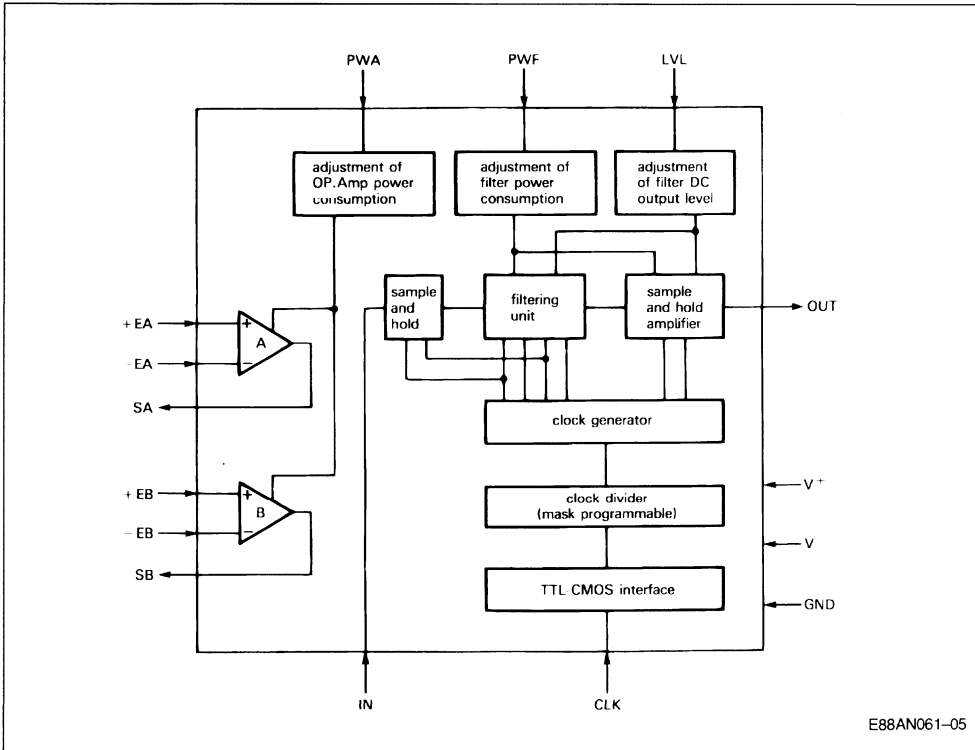 PWA
PWF
LVL
adjustment of
OP.Amp power
consumption
adjustment of
filter power
consumption
adjustment
of filter DC
output level
sample
and
hold
filtering
unit
sample
and hold
amplifier
OUT
+ EA
- EA
SA
+
A
−
clock generator
+ EB
− EB
SB
+
B
−
clock divider
(mask programmable)
V +
V
TTL-CMOS interface
GND
IN
CLK
E88AN061–05